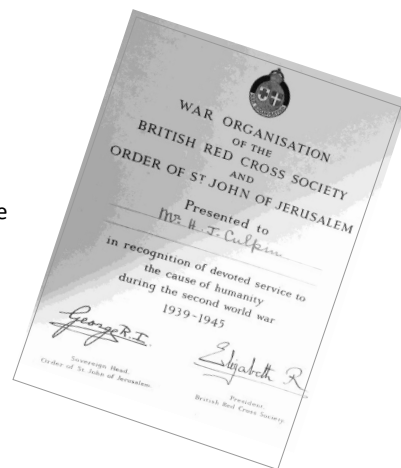 e
WAR ORGANISATION
OF THE
BRITISH RED CROSS SOCIETY
AND
ORDER OF ST JOHN OF JERUSALEM
Presented to
Mr H. J. Culpin
in recognition of devoted service to
the cause of humanity
during the second world war
1939-1945
George R.I.
Sovereign Head.
Order of St John of Jerusalem.
Elizabeth R
President
British Red Cross Society.